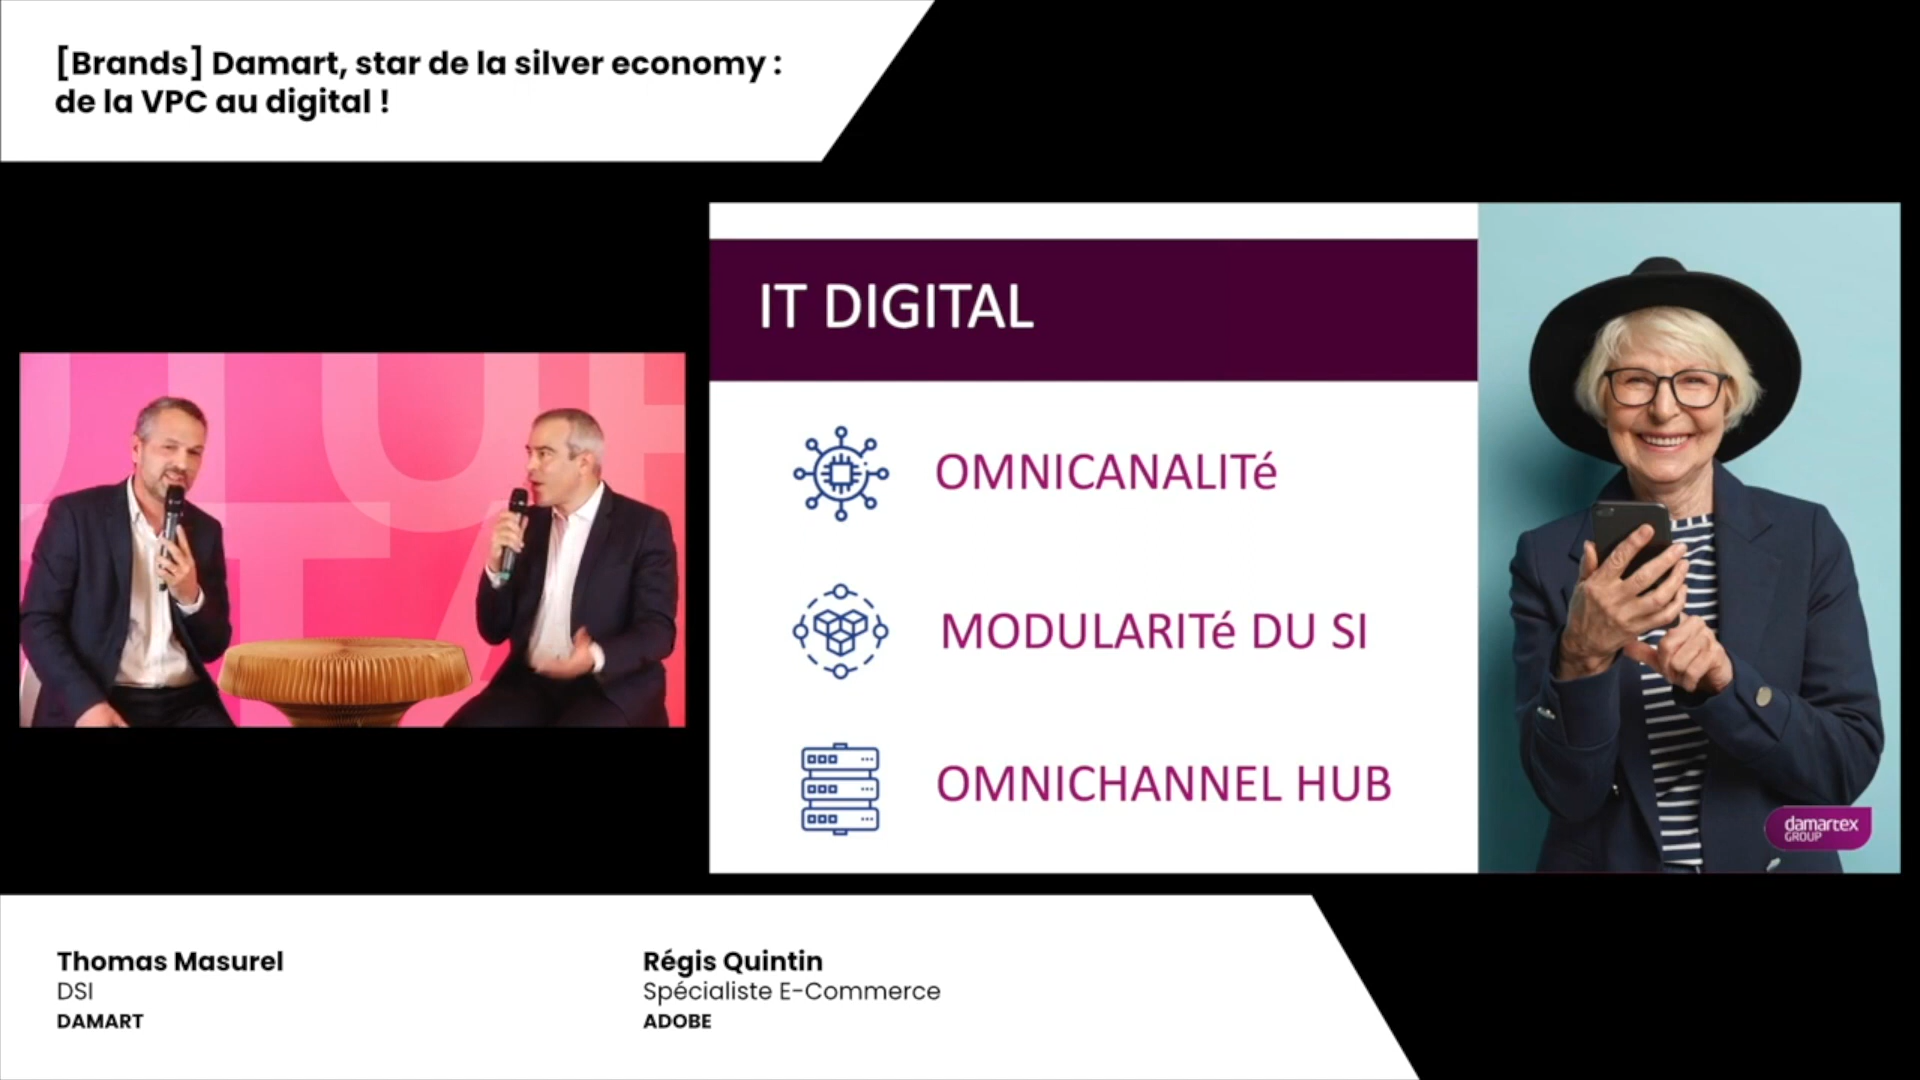 [Brands] Damart, star de la silver economy :
de la VPC au digital !
IT DIGITAL
OMNICANALITé
MODULARITé DU SI
OMNICHANNEL HUB
damartex
GROUP
Thomas Masurel
DSI
DAMART
Régis Quintin
Spécialiste E-Commerce
ADOBE